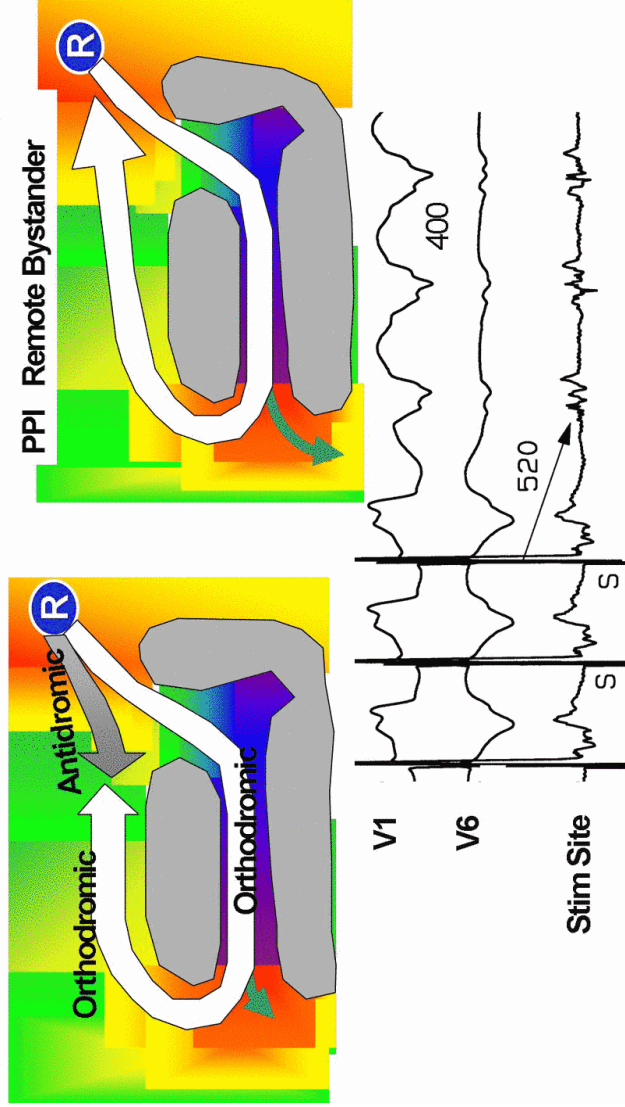 PPI Remote Bystander
R
Antidromic
R
Orthodromic
Orthodromic
V1
V6
Stim Site
S
S
520
400